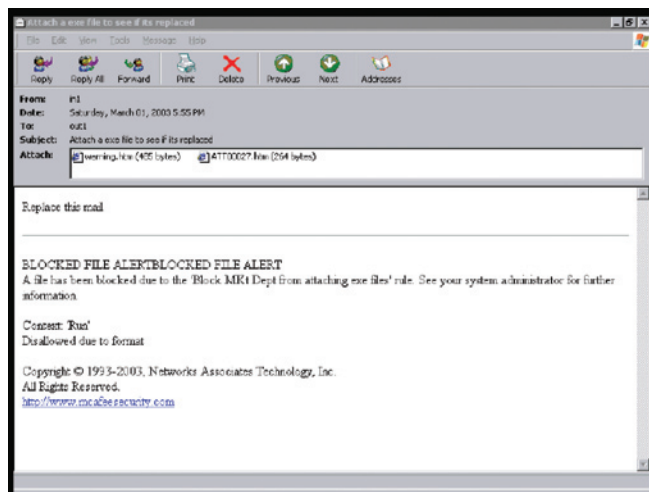 Attach a exe file to see if its replaced
File Edit View Tools Message Help
Reply Reply All Forward Print Delete Previous Next Addresses
From: in1
Date: Saturday, March 01, 2003 5:55 PM
To: out1
Subject: Attach a exe file to see if its replaced
Attach: warning.htm (485 bytes) ATT00027.htm (264 bytes)
Replace this mail
BLOCKED FILE ALERTBLOCKED FILE ALERT
A file has been blocked due to the 'Block MKt Dept from attaching exe files' rule. See your system administrator for further
information.
Context: 'Run'
Disallowed due to format
Copyright © 1993-2003, Networks Associates Technology, Inc.
All Rights Reserved.
http://www.mcafeesecurity.com